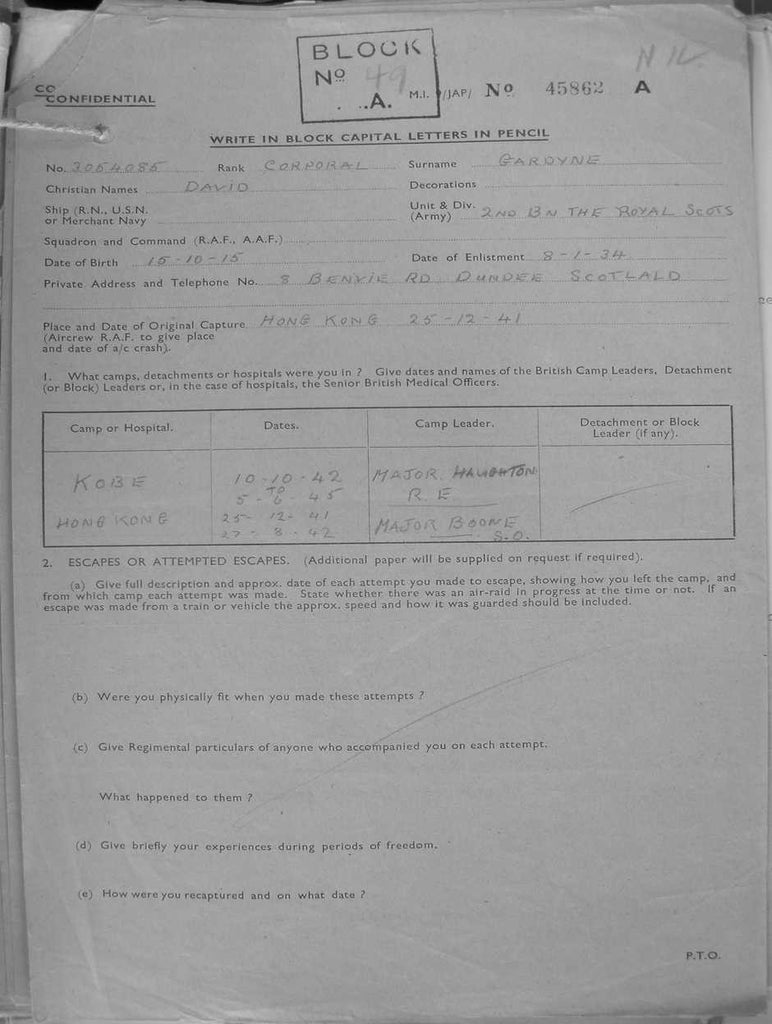 BLOCK
No 49
. ..A.
NIL
CO
CONFIDENTIAL
M.I. /JAP/ No 45862 A
WRITE IN BLOCK CAPITAL LETTERS IN PENCIL
No. 3054085 Rank CORPORAL Surname GARDYNE
Christian Names DAVID Decorations
Ship (R.N., U.S.N. or Merchant Navy
Unit & Div. (Army) 2ND BN THE ROYAL SCOTS
Squadron and Command (R.A.F., A.A.F.)
Date of Birth 15-10-15 Date of Enlistment 8-1-34
Private Address and Telephone No. 8 BENVIE RD DUNDEE SCOTLALD
Place and Date of Original Capture HONG KONG 25-12-41
(Aircrew R.A.F. to give place
and date of a/c crash).
1. What camps, detachments or hospitals were you in ? Give dates and names of the British Camp Leaders, Detachment
(or Block) Leaders or, in the case of hospitals, the Senior British Medical Officers.
Camp or Hospital. Dates. Camp Leader. Detachment or Block
Leader (if any).
KOBE 10-10-42 MAJOR HAUGHTON
TO R.E
5-6-45
HONG KONG 25-12-41 MAJOR BOONE
27-8-42 S.O.
2. ESCAPES OR ATTEMPTED ESCAPES. (Additional paper will be supplied on request if required).
(a) Give full description and approx. date of each attempt you made to escape, showing how you left the camp, and
from which camp each attempt was made. State whether there was an air-raid in progress at the time or not. If an
escape was made from a train or vehicle the approx. speed and how it was guarded should be included.
(b) Were you physically fit when you made these attempts ?
(c) Give Regimental particulars of anyone who accompanied you on each attempt.
What happened to them ?
(d) Give briefly your experiences during periods of freedom.
(e) How were you recaptured and on what date ?
P.T.O.